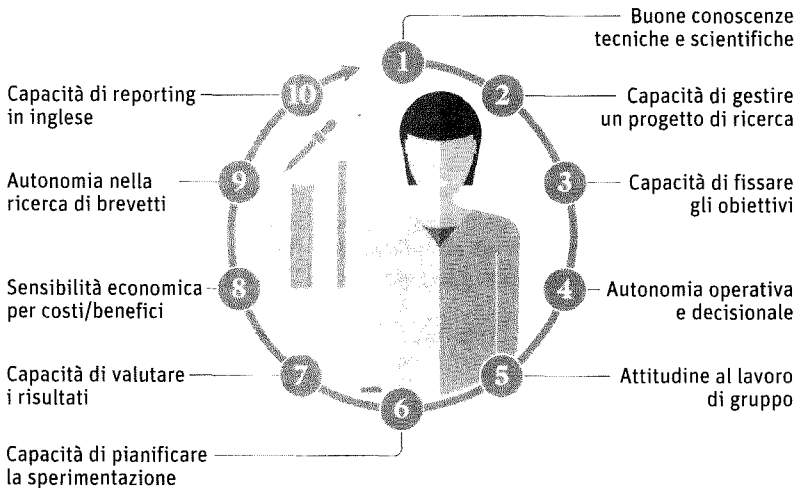 1
Buone conoscenze
tecniche e scientifiche
2
Capacità di gestire
un progetto di ricerca
3
Capacità di fissare
gli obiettivi
4
Autonomia operativa
e decisionale
5
Attitudine al lavoro
di gruppo
6
Capacità di pianificare
la sperimentazione
7
Capacità di valutare
i risultati
8
Sensibilità economica
per costi/benefici
9
Autonomia nella
ricerca di brevetti
10
Capacità di reporting
in inglese